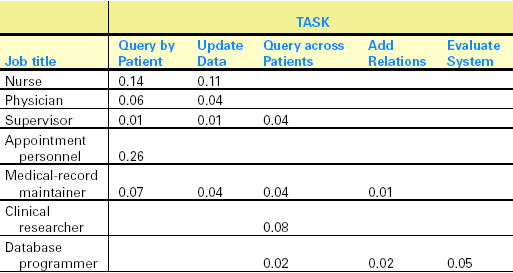 TASK
Job title Query by Patient Update Data Query across Patients Add Relations Evaluate System
Nurse 0.14 0.11
Physician 0.06 0.04
Supervisor 0.01 0.01 0.04
Appointment
personnel 0.26
Medical-record
maintainer 0.07 0.04 0.04 0.01
Clinical
researcher 0.08
Database
programmer 0.02 0.02 0.05